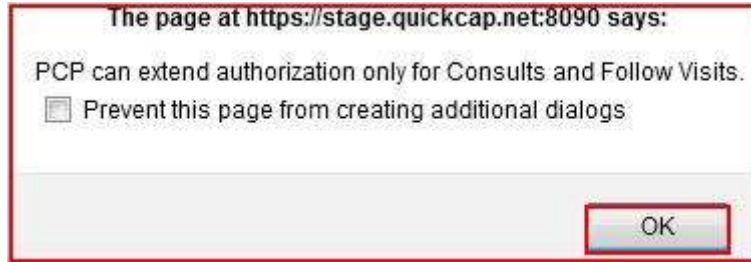 The page at https://stage.quickcap.net:8090 says:
PCP can extend authorization only for Consults and Follow Visits.
Prevent this page from creating additional dialogs
OK